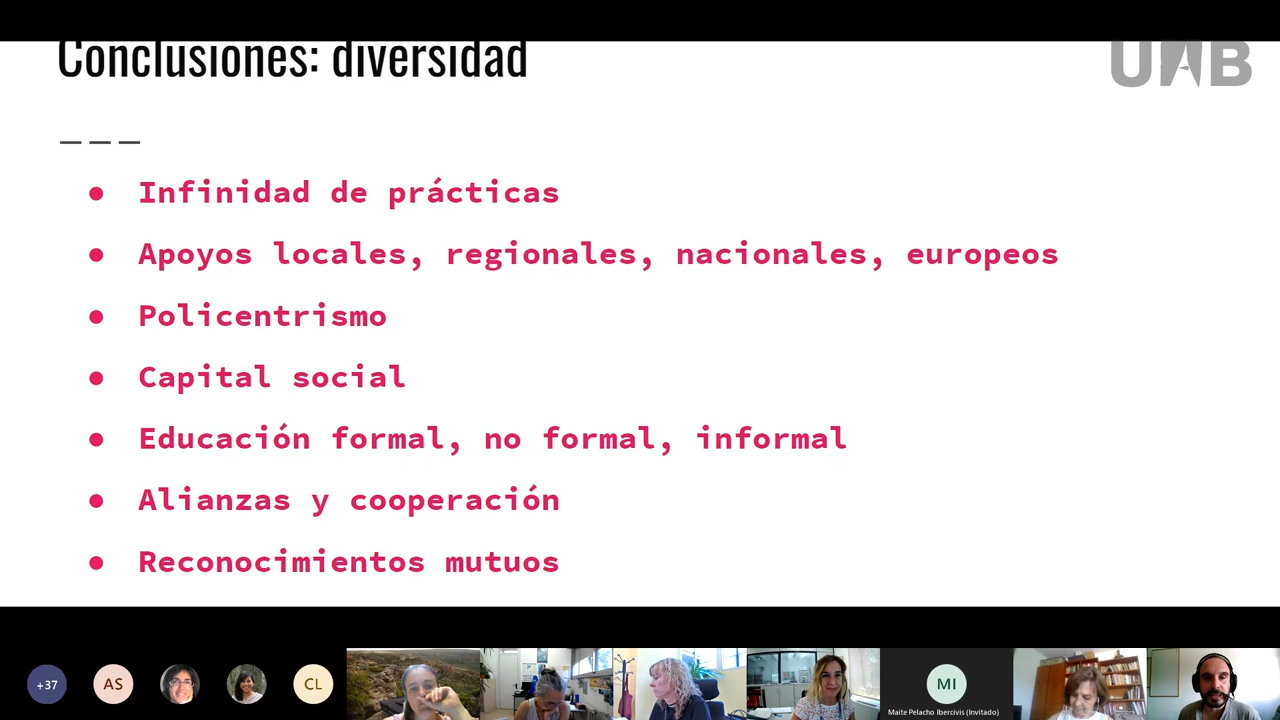 Conclusiones: diversidad
UAB
● Infinidad de prácticas
● Apoyos locales, regionales, nacionales, europeos
● Policentrismo
● Capital social
● Educación formal, no formal, informal
● Alianzas y cooperación
● Reconocimientos mutuos
+37
AS
CL
MI
Maite Pelacho Ibercivis (Invitado)